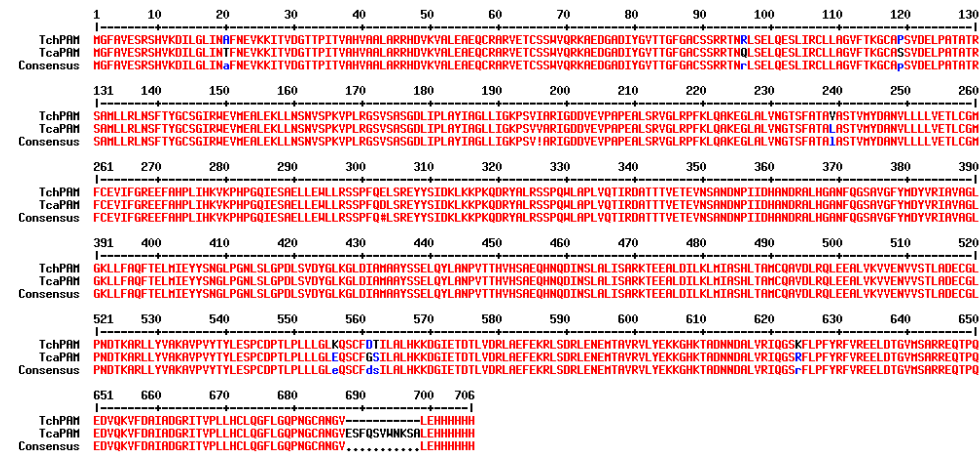 1 10 20 30 40 50 60 70 80 90 100 110 120 130
TchPAM MGFAVESRSHVKDILGLINAFNEVKKITVDGTTPITVAHVAALARRHDVKVALEAEQCRARVETCSSWVQRKAEDGADIYGVTTGFGACSSRRTNRLSELQESLIRCLLAGVFTKGCAPSVDELPATATR
TcaPAM MGFAVESRSHVKDILGLINTFNEVKKITVDGTTPITVAHVAALARRHDVKVALEAEQCRARVETCSSWVQRKAEDGADIYGVTTGFGACSSRRTNQLSELQESLIRCLLAGVFTKGCASSVDELPATATR
Consensus MGFAVESRSHVKDILGLINaFNEVKKITVDGTTPITVAHVAALARRHDVKVALEAEQCRARVETCSSWVQRKAEDGADIYGVTTGFGACSSRRTNrLSELQESLIRCLLAGVFTKGCApSVDELPATATR
131 140 150 160 170 180 190 200 210 220 230 240 250 260
TchPAM SAMLLRLNSFTYGCSGIRWEVMEALEKLLNSNVSPKVPLRGSVSASGDLIPLAYIAGLLIGKPSVIARIGDDVEVPAPEALSRVGLRPFKLQAKEGLALVNGTSFATAVASTVMYDANVLLLLVETLCGM
TcaPAM SAMLLRLNSFTYGCSGIRWEVMEALEKLLNSNVSPKVPLRGSVSASGDLIPLAYIAGLLIGKPSVVARIGDDVEVPAPEALSRVGLRPFKLQAKEGLALVNGTSFATALASTVMYDANVLLLLVETLCGM
Consensus SAMLLRLNSFTYGCSGIRWEVMEALEKLLNSNVSPKVPLRGSVSASGDLIPLAYIAGLLIGKPSV!ARIGDDVEVPAPEALSRVGLRPFKLQAKEGLALVNGTSFATAlASTVMYDANVLLLLVETLCGM
261 270 280 290 300 310 320 330 340 350 360 370 380 390
TchPAM FCEVIFGREEFAHPLIHKVKPHPGQIESAELLEWLLRSSPFQELSREYYSIDKLKKPKQDRYALRSSPQWLAPLVQTIRDATTTVETEVNSANDNPIIDHANDRALHGANFQGSAVGFYMDYVRIAVAGL
TcaPAM FCEVIFGREEFAHPLIHKVKPHPGQIESAELLEWLLRSSPFQDLSREYYSIDKLKKPKQDRYALRSSPQWLAPLVQTIRDATTTVETEVNSANDNPIIDHANDRALHGANFQGSAVGFYMDYVRIAVAGL
Consensus FCEVIFGREEFAHPLIHKVKPHPGQIESAELLEWLLRSSPFQ#LSREYYSIDKLKKPKQDRYALRSSPQWLAPLVQTIRDATTTVETEVNSANDNPIIDHANDRALHGANFQGSAVGFYMDYVRIAVAGL
391 400 410 420 430 440 450 460 470 480 490 500 510 520
TchPAM GKLLFAQFTELMIEYYSNGLPGNLSLGPDLSVDYGLKGLDIAMAAYSSELQYLANPVTTHVHSAEQHNQDINSLALISARKTEEALDILKLMIASHLTAMCQAVDLRQLEEALVKVVENVVSTLADECGL
TcaPAM GKLLFAQFTELMIEYYSNGLPGNLSLGPDLSVDYGLKGLDIAMAAYSSELQYLANPVTTHVHSAEQHNQDINSLALISARKTEEALDILKLMIASHLTAMCQAVDLRQLEEALVKVVENVVSTLADECGL
Consensus GKLLFAQFTELMIEYYSNGLPGNLSLGPDLSVDYGLKGLDIAMAAYSSELQYLANPVTTHVHSAEQHNQDINSLALISARKTEEALDILKLMIASHLTAMCQAVDLRQLEEALVKVVENVVSTLADECGL
521 530 540 550 560 570 580 590 600 610 620 630 640 650
TchPAM PNDTKARLLYVAKAVPVYTYLESPCDPTLPLLLGLKQSCFDTILALHKKDGIETDTLVDRLAEFEKRLSDRLENEMTAVRVLYEKKGHKTADNNDALVRIQGSKFLPFYRFVREELDTGVMSARREQTPQ
TcaPAM PNDTKARLLYVAKAVPVYTYLESPCDPTLPLLLGLEQSCFGSILALHKKDGIETDTLVDRLAEFEKRLSDRLENEMTAVRVLYEKKGHKTADNNDALVRIQGSRFLPFYRFVREELDTGVMSARREQTPQ
Consensus PNDTKARLLYVAKAVPVYTYLESPCDPTLPLLLGLeQSCFdsILALHKKDGIETDTLVDRLAEFEKRLSDRLENEMTAVRVLYEKKGHKTADNNDALVRIQGSrFLPFYRFVREELDTGVMSARREQTPQ
651 660 670 680 690 700 706
TchPAM EDVQKVFDAIADGRITVPLLHCLQGFLGQPNGCANGV-----------LEHHHHHH
TcaPAM EDVQKVFDAIADGRITVPLLHCLQGFLGQPNGCANGVESFQSYWNKSALEHHHHHH
Consensus EDVQKVFDAIADGRITVPLLHCLQGFLGQPNGCANGV...........LEHHHHHH